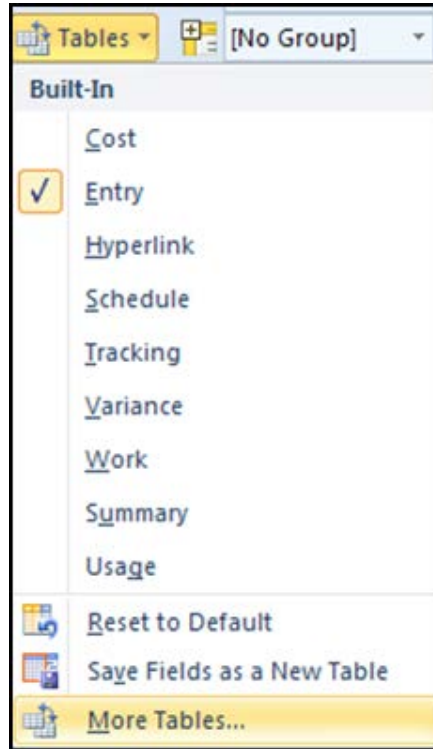 Tables [No Group]
Built-In
Cost
Entry
Hyperlink
Schedule
Tracking
Variance
Work
Summary
Usage
Reset to Default
Save Fields as a New Table
More Tables...